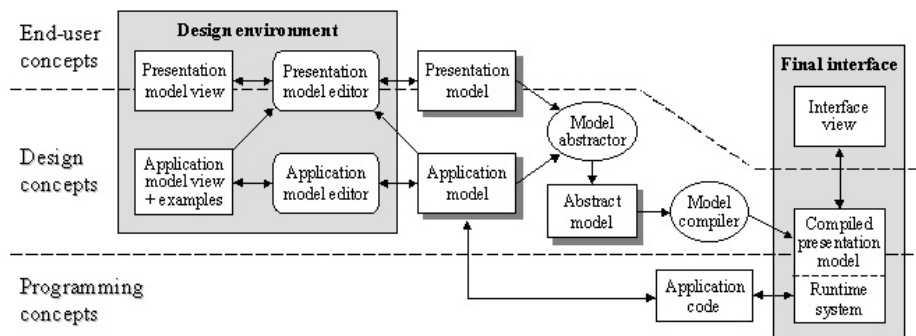 End-user
concepts
Design environment
Presentation
model view
Presentation
model editor
Presentation
model
Final interface
Interface
view
Model
abstractor
Design
concepts
Application
model view
+ examples
Application
model editor
Application
model
Abstract
model
Model
compiler
Compiled
presentation
model
Programming
concepts
Application
code
Runtime
system